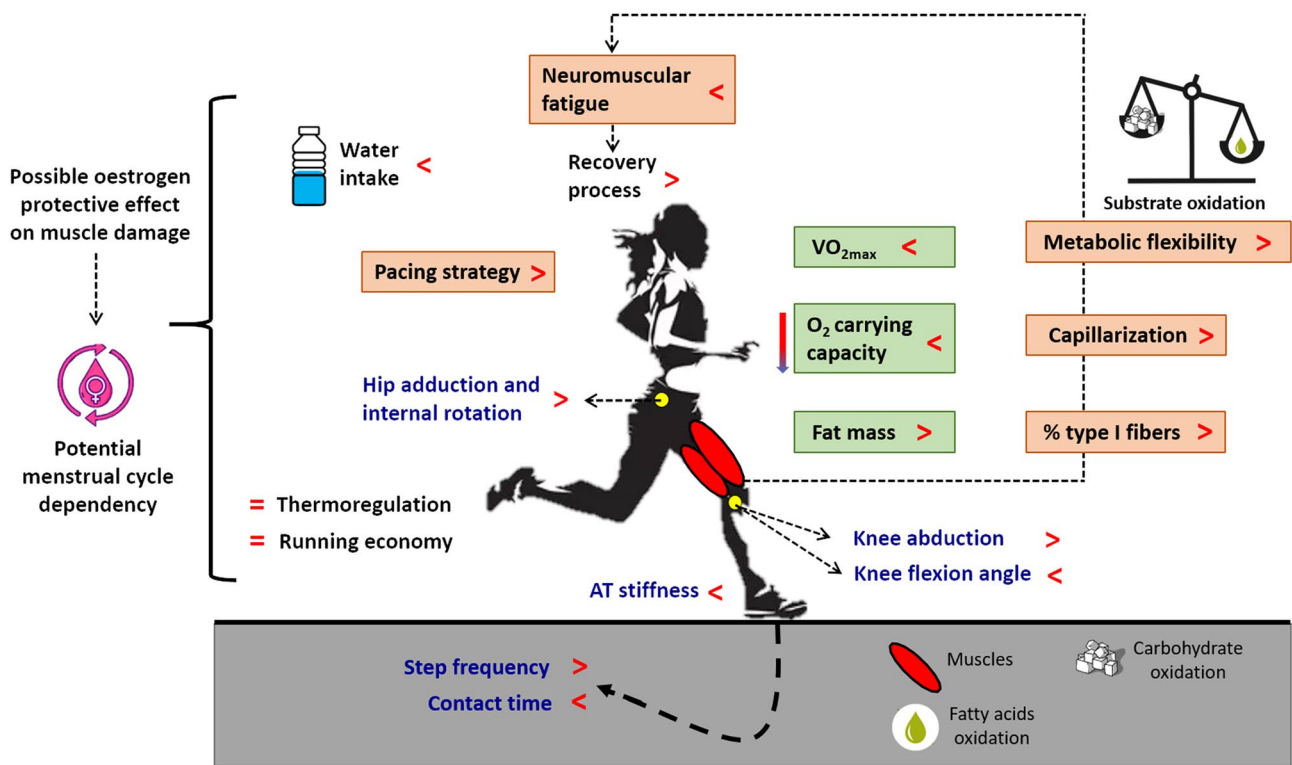 Neuromuscular
fatigue <
Water
intake <
Recovery
process >
Possible oestrogen
protective effect
on muscle damage
Substrate oxidation
Pacing strategy >
VO2max <
Metabolic flexibility >
O2 carrying
capacity <
Capillarization >
Hip adduction and
internal rotation >
Fat mass >
% type I fibers >
Potential
menstrual cycle
dependency
= Thermoregulation
= Running economy
Knee abduction >
Knee flexion angle <
AT stiffness <
Step frequency >
Contact time <
Muscles
Carbohydrate
oxidation
Fatty acids
oxidation